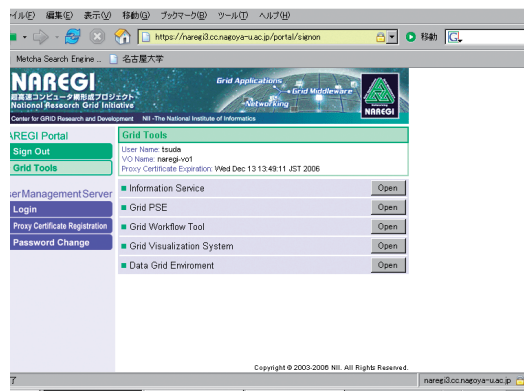 ァイル(F) 編集(E) 表示(V) 移動(G) ブックマーク(B) ツール(T) ヘルプ(H)
https://naregi3.cc.nagoya-u.ac.jp/portal/signon 移動 G
Metcha Search Engine .. 名古屋大学
NAREGI
超高速コンピュータ網形成プロジェクト
National Research Grid Initiative
Grid Applications
Grid Middleware
Networking
NAREGI
Center for GRID Research and Development NII -The National Institute of Informatics
AREGI Portal
Sign Out
Grid Tools
erManagementServer
Login
Proxy Certificate Registration
Password Change
Grid Tools
User Name: tsuda
VO Name: naregi-vo1
Proxy Certificate Expiration: Wed Dec 13 13:49:11 JST 2006
Information Service Open
Grid PSE Open
Grid Workflow Tool Open
Grid Visualization System Open
Data Grid Enviroment Open
Copyright © 2003-2006 NII. All Rights Reserved.
naregi3.cc.nagoya-u.ac.jp